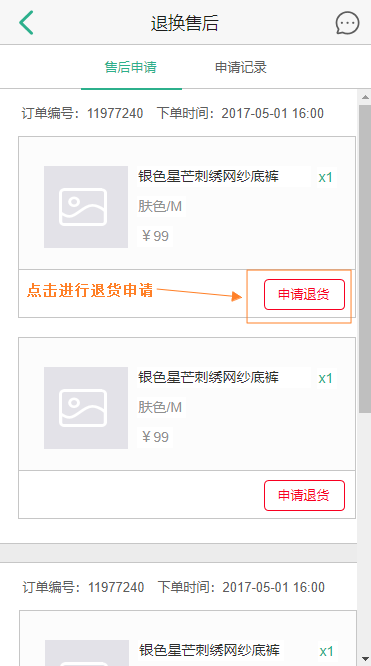 退换售后
售后申请 申请记录
订单编号：11977240 下单时间：2017-05-01 16:00
银色星芒刺绣网纱底裤 x1
肤色/M
￥99
点击进行退货申请 申请退货
银色星芒刺绣网纱底裤 x1
肤色/M
￥99
申请退货
订单编号：11977240 下单时间：2017-05-01 16:00
银色星芒刺绣网纱底裤 x1